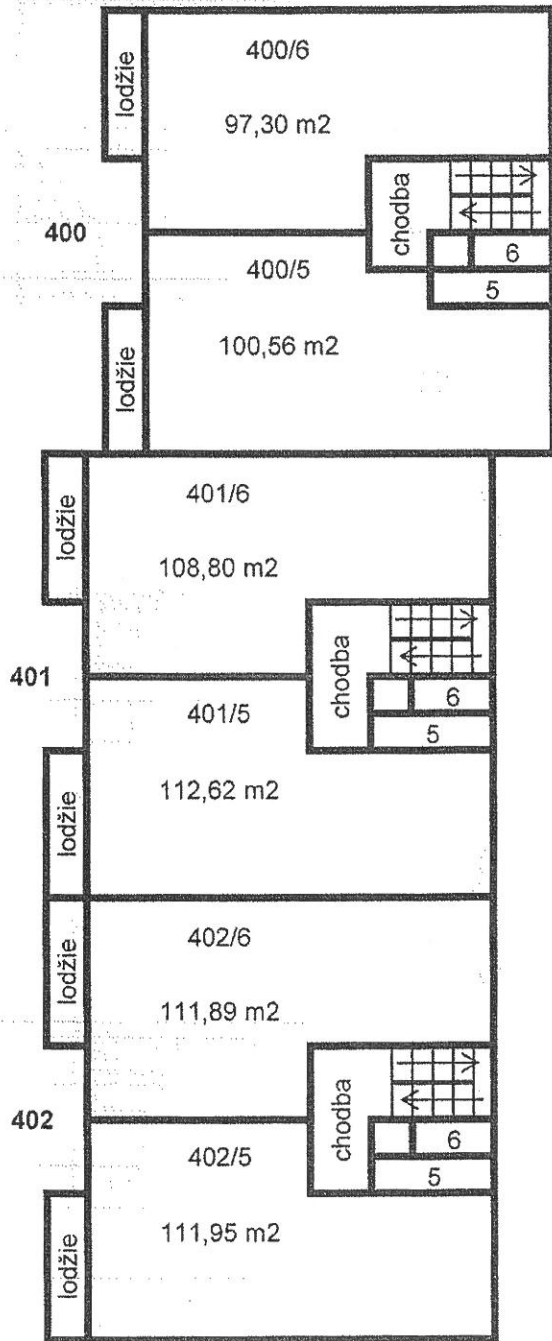 lodžie
400/6
97,30 m2
chodba
6
400
400/5
5
100,56 m2
lodžie
lodžie
401/6
108,80 m2
chodba
401
6
401/5
5
112,62 m2
lodžie
lodžie
402/6
111,89 m2
chodba
402
6
402/5
5
111,95 m2
lodžie